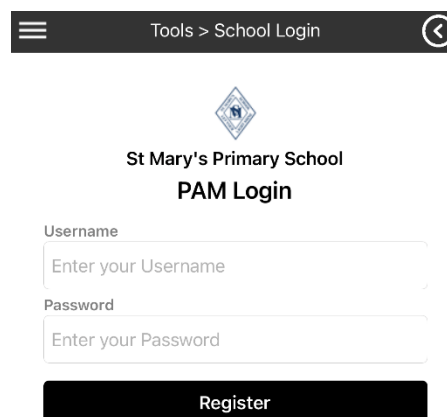 Tools > School Login
St Mary's Primary School
PAM Login
Username
Enter your Username
Password
Enter your Password
Register